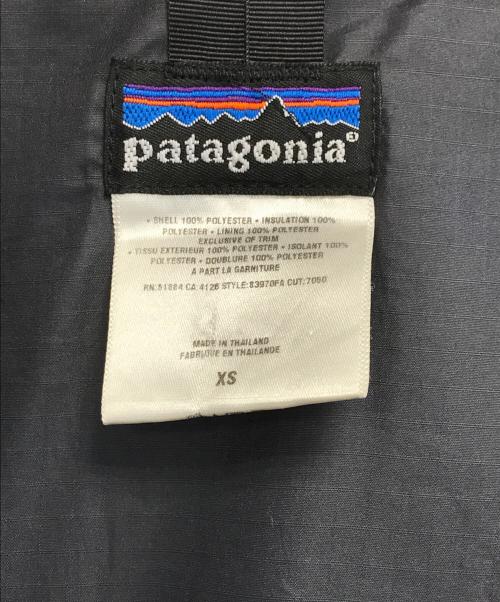 patagonia®
• SHELL 100% POLYESTER • INSULATION 100%
POLYESTER • LINING 100% POLYESTER
EXCLUSIVE OF TRIM
• TISSU EXTERIEUR 100% POLYESTER • ISOLANT 100%
POLYESTER • DOUBLURE 100% POLYESTER
A PART LA GARNITURE
RN:51884 CA:4126 STYLE:83970FA CUT:7050
MADE IN THAILAND
FABRIQUE EN THAILANDE
XS